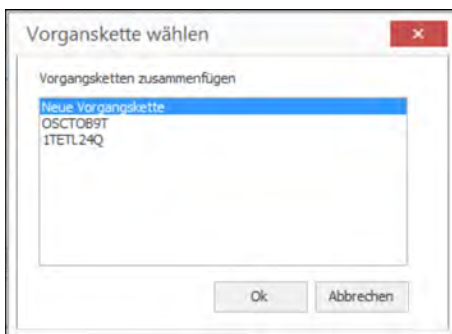 Vorganskette wählen
Vorgangsketten zusammenfügen
Neue Vorgangskette
OSCTOB9T
1TETL24Q
Ok
Abbrechen